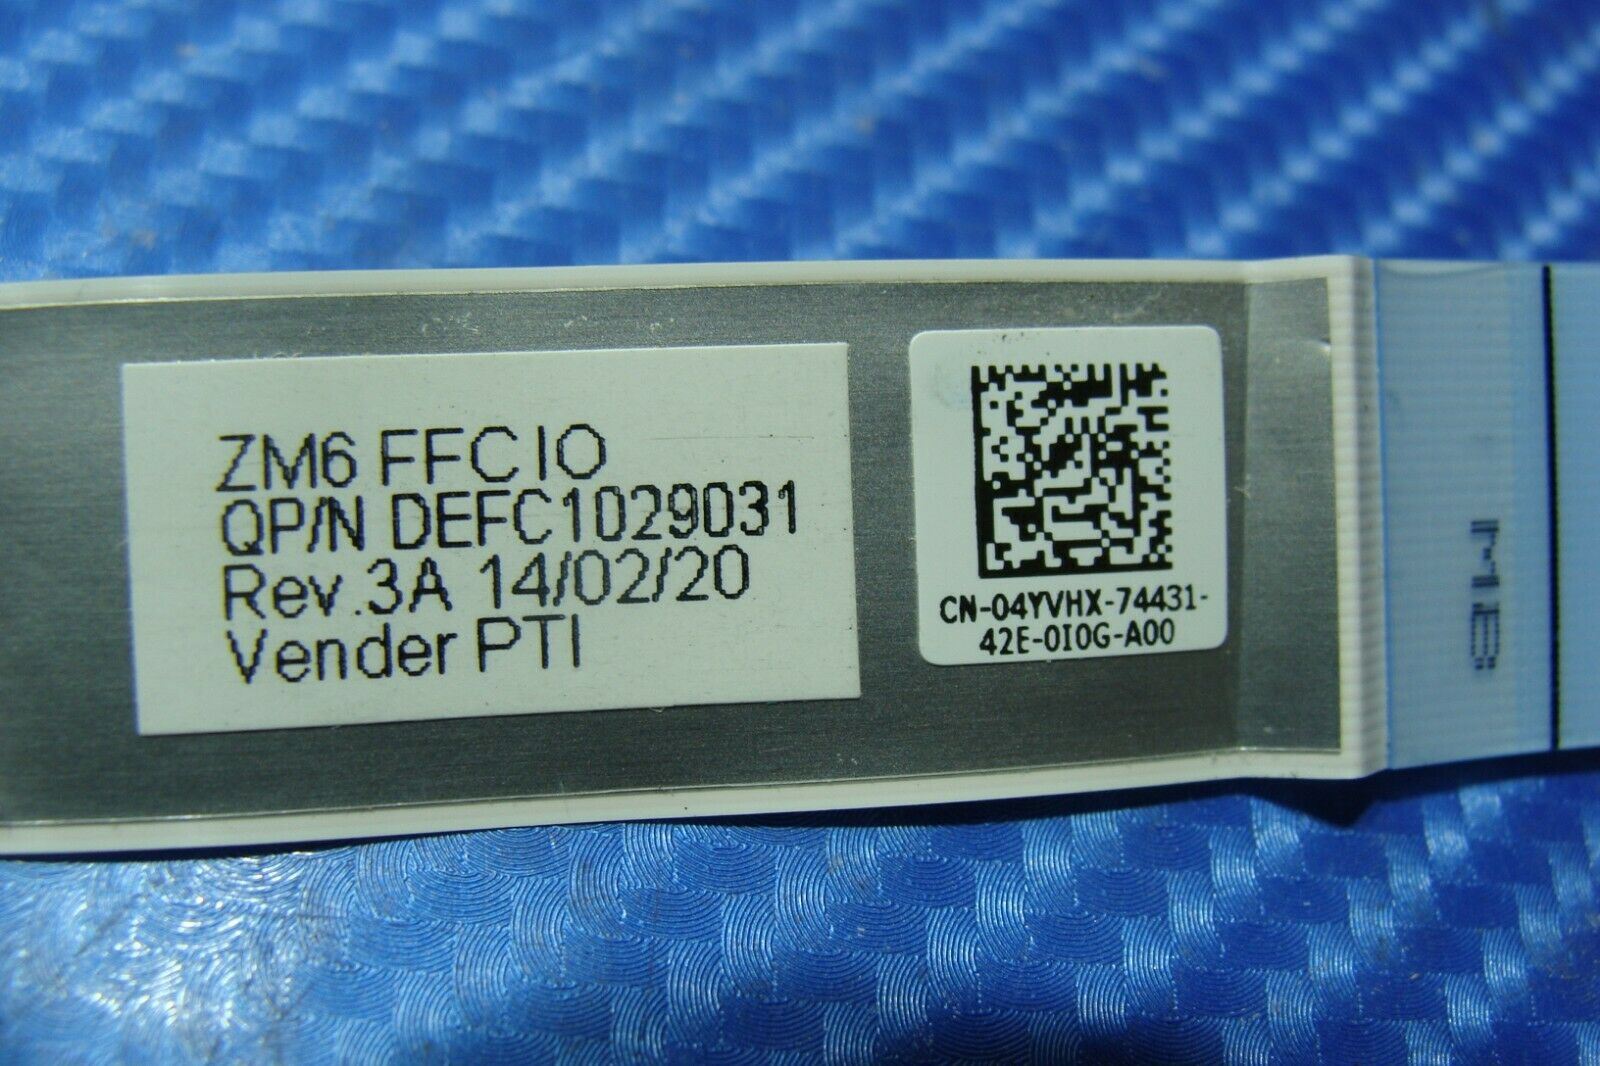 ZM6 FFC IO
QP/N DEFC1029031
Rev.3A 14/02/20
Vender PTI
CN-04YVHX-74431-
42E-0I0G-A00
MB